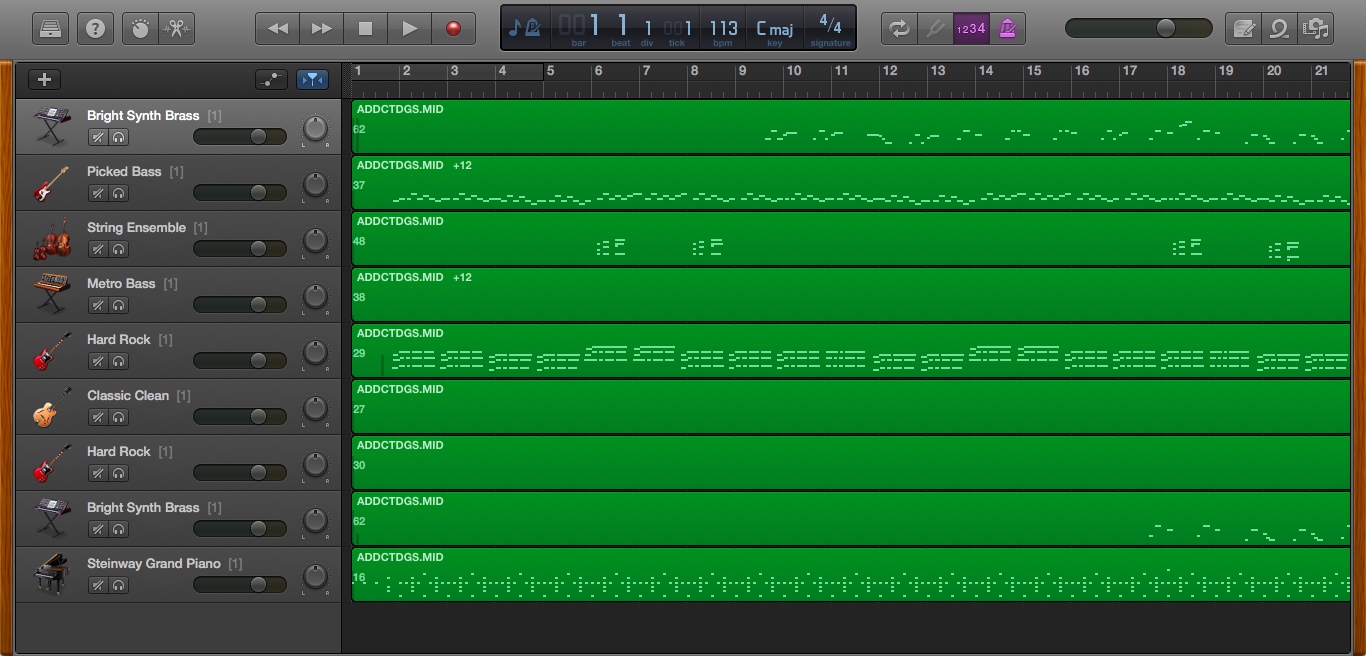 1 1 1 1 113 C maj 4/4
bar beat div tick bpm key signature
1234
1 2 3 4 5 6 7 8 9 10 11 12 13 14 15 16 17 18 19 20 21
Bright Synth Brass [1]
L R
ADDCTDGS.MID
62
Picked Bass [1]
L R
ADDCTDGS.MID +12
37
String Ensemble [1]
L R
ADDCTDGS.MID
48
Metro Bass [1]
L R
ADDCTDGS.MID +12
38
Hard Rock [1]
L R
ADDCTDGS.MID
29
Classic Clean [1]
L R
ADDCTDGS.MID
27
Hard Rock [1]
L R
ADDCTDGS.MID
30
Bright Synth Brass [1]
L R
ADDCTDGS.MID
62
Steinway Grand Piano [1]
L R
ADDCTDGS.MID
16